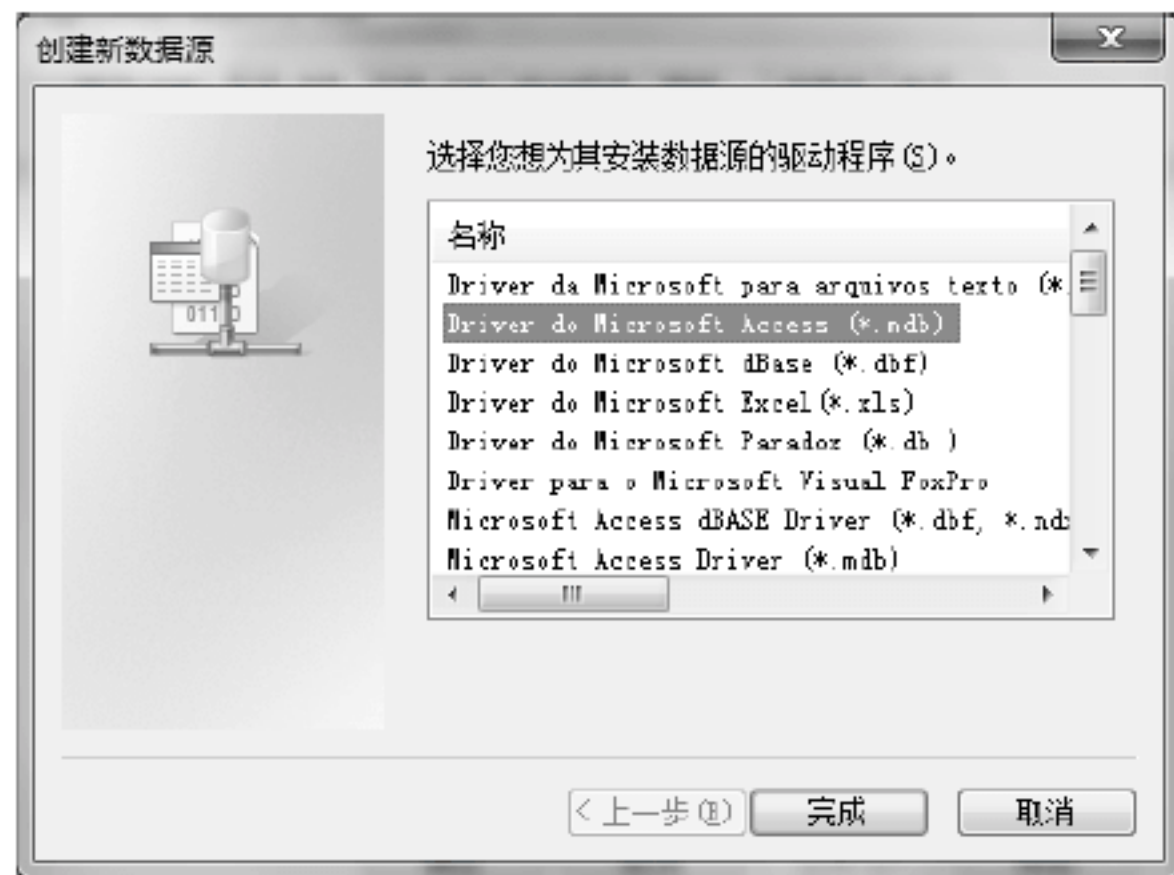 创建新数据源
选择您想为其安装数据源的驱动程序(S)。
名称
Driver da Microsoft para arquivos texto (*.
Driver do Microsoft Access (*.mdb)
Driver do Microsoft dBase (*.dbf)
Driver do Microsoft Excel(*.xls)
Driver do Microsoft Paradox (*.db )
Driver para o Microsoft Visual FoxPro
Microsoft Access dBASE Driver (*.dbf, *.ndx
Microsoft Access Driver (*.mdb)
011
< 上一步(B)
完成
取消